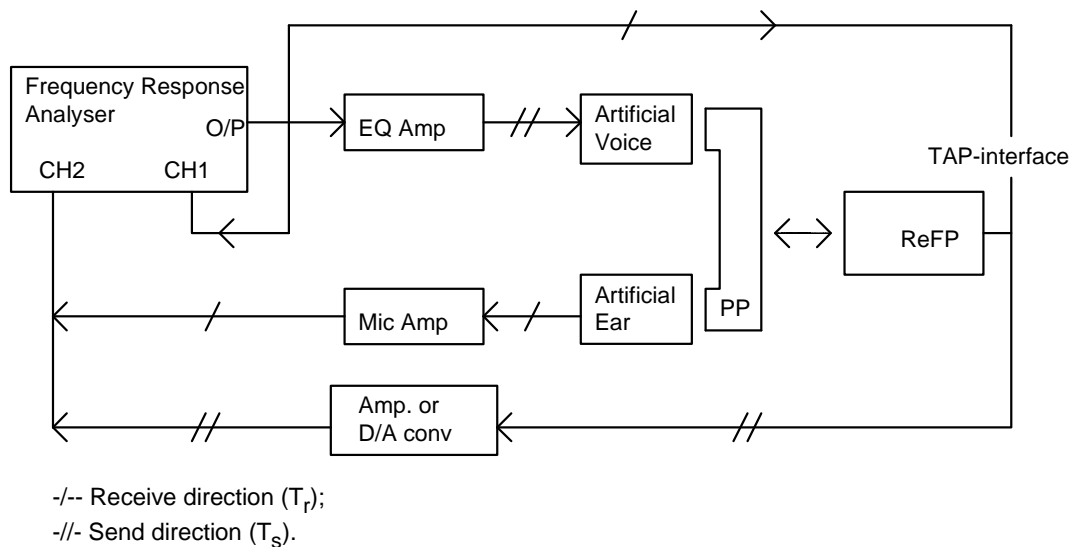 Frequency Response
Analyser
O/P
CH2
CH1
EQ Amp
Artificial
Voice
TAP-interface
ReFP
PP
Mic Amp
Artificial
Ear
Amp. or
D/A conv
-/-- Receive direction (Tr);
-//- Send direction (Ts).